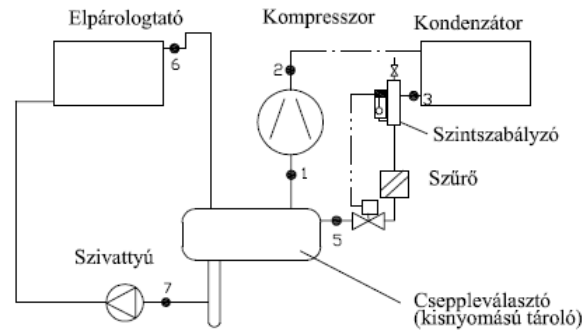 Elpárologtató
Kompresszor
Kondenzátor
6
2
3
Szintszabályzó
1
Szűrő
5
Szivattyú
7
Cseppleválasztó
(kisnyomású tároló)